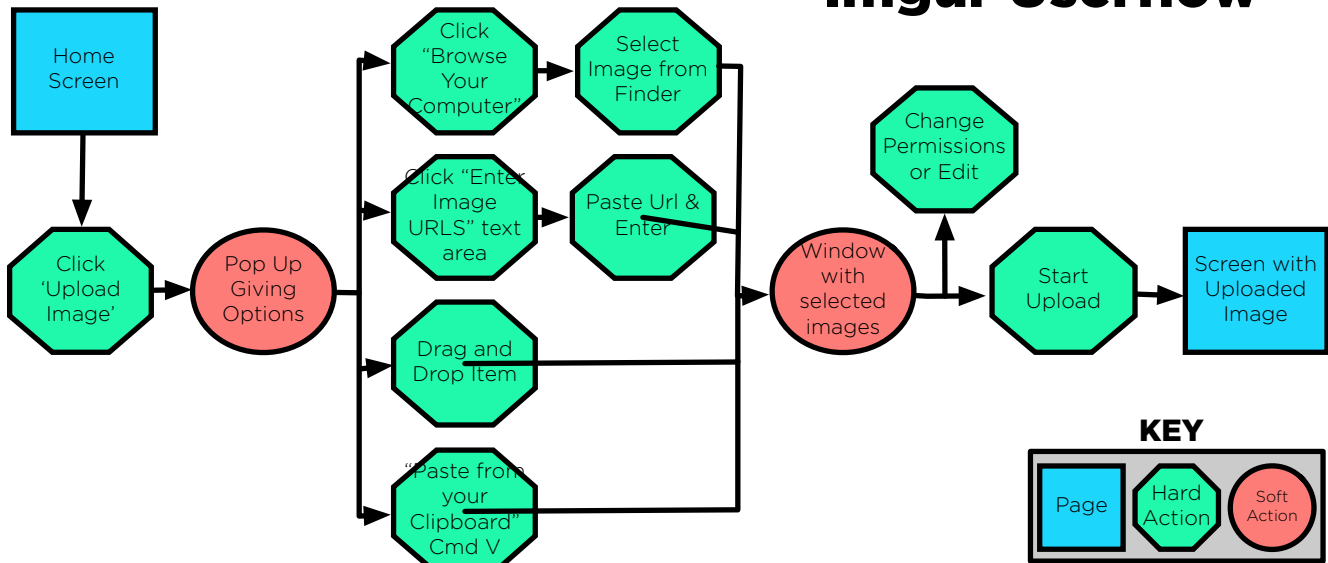 Imgur Userflow
Home
Screen
Click
‘Upload
Image’
Pop Up
Giving
Options
Click
“Browse
Your
Computer”
Select
Image from
Finder
Click “Enter
Image
URLS” text
area
Paste Url &
Enter
Drag and
Drop Item
“Paste from
your
Clipboard”
Cmd V
Window
with
selected
images
Change
Permissions
or Edit
Start
Upload
Screen with
Uploaded
Image
KEY
Page
Hard
Action
Soft
Action